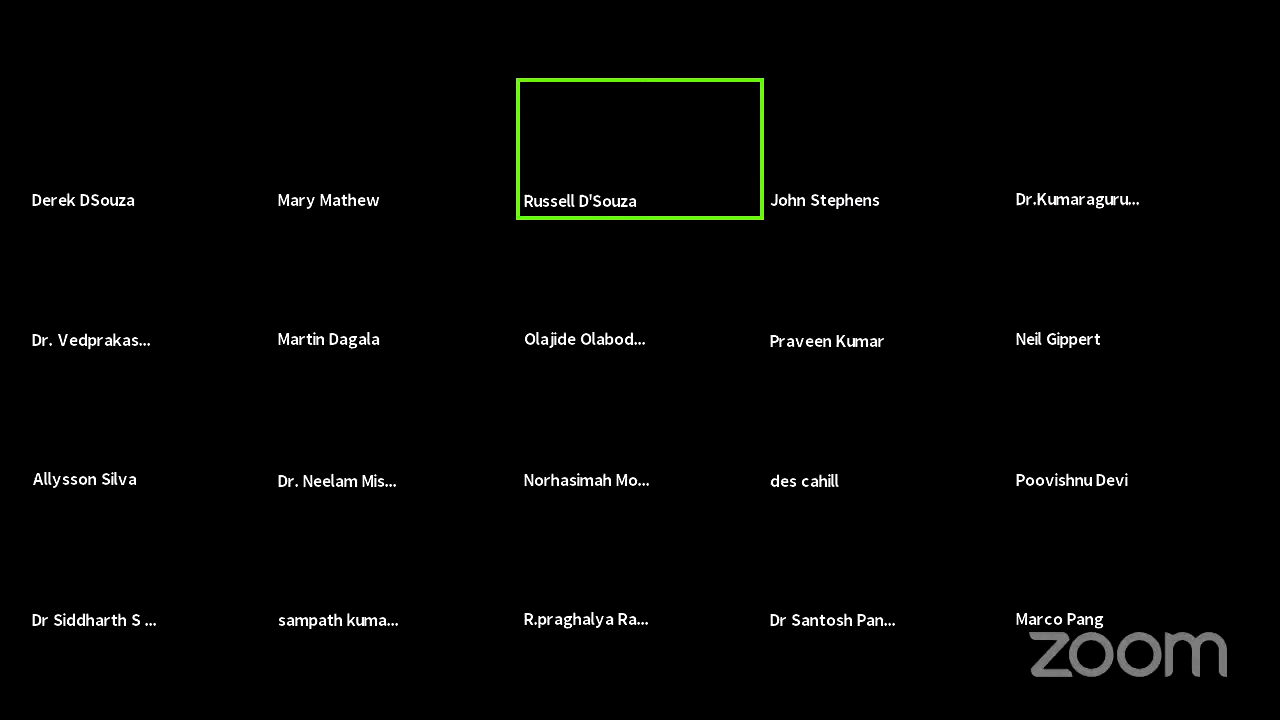 Derek DSouza
Mary Mathew
Russell D'Souza
John Stephens
Dr.Kumaraguru...
Dr. Vedprakas...
Martin Dagala
Olajide Olabod...
Praveen Kumar
Neil Gippert
Allysson Silva
Dr. Neelam Mis...
Norhasimah Mo...
des cahill
Poovishnu Devi
Dr Siddharth S ...
sampath kuma...
R.praghalya Ra...
Dr Santosh Pan...
Marco Pang
zoom